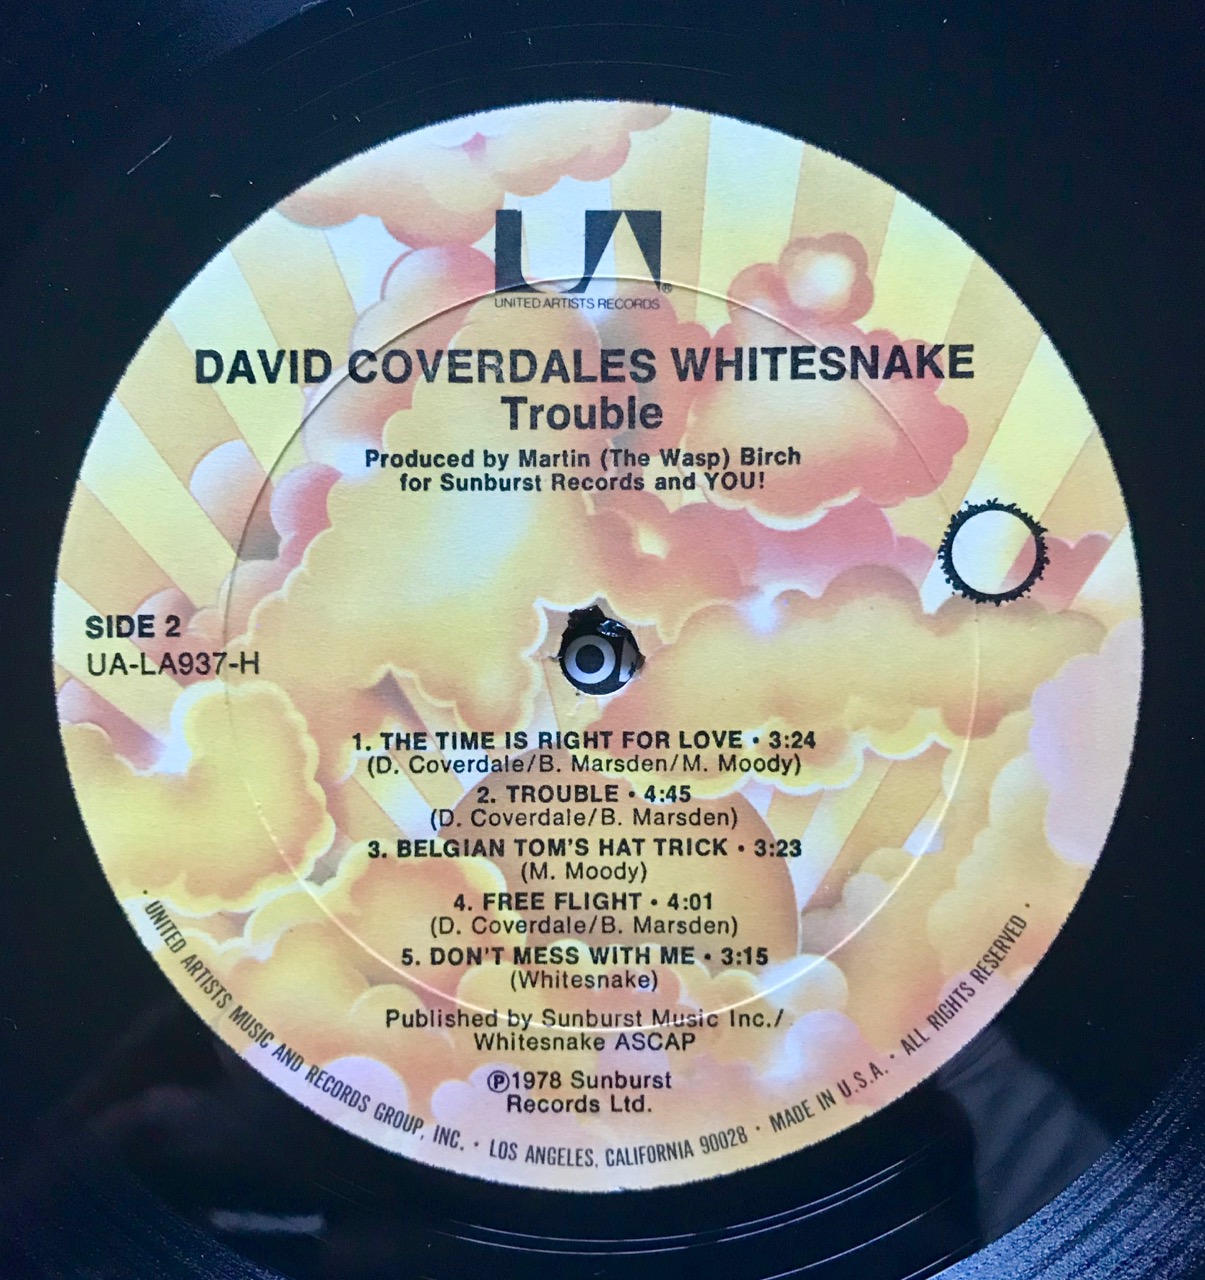 UA®
UNITED ARTISTS RECORDS
DAVID COVERDALES WHITESNAKE
Trouble
Produced by Martin (The Wasp) Birch
for Sunburst Records and YOU!
SIDE 2
UA-LA937-H
1. THE TIME IS RIGHT FOR LOVE • 3:24
(D. Coverdale/B. Marsden/M. Moody)
2. TROUBLE • 4:45
(D. Coverdale/B. Marsden)
3. BELGIAN TOM'S HAT TRICK • 3:23
(M. Moody)
4. FREE FLIGHT • 4:01
(D. Coverdale/B. Marsden)
5. DON'T MESS WITH ME • 3:15
(Whitesnake)
Published by Sunburst Music Inc./
Whitesnake ASCAP
℗1978 Sunburst
Records Ltd.
• UNITED ARTISTS MUSIC AND RECORDS GROUP, INC. • LOS ANGELES, CALIFORNIA 90028 • MADE IN U.S.A. • ALL RIGHTS RESERVED •